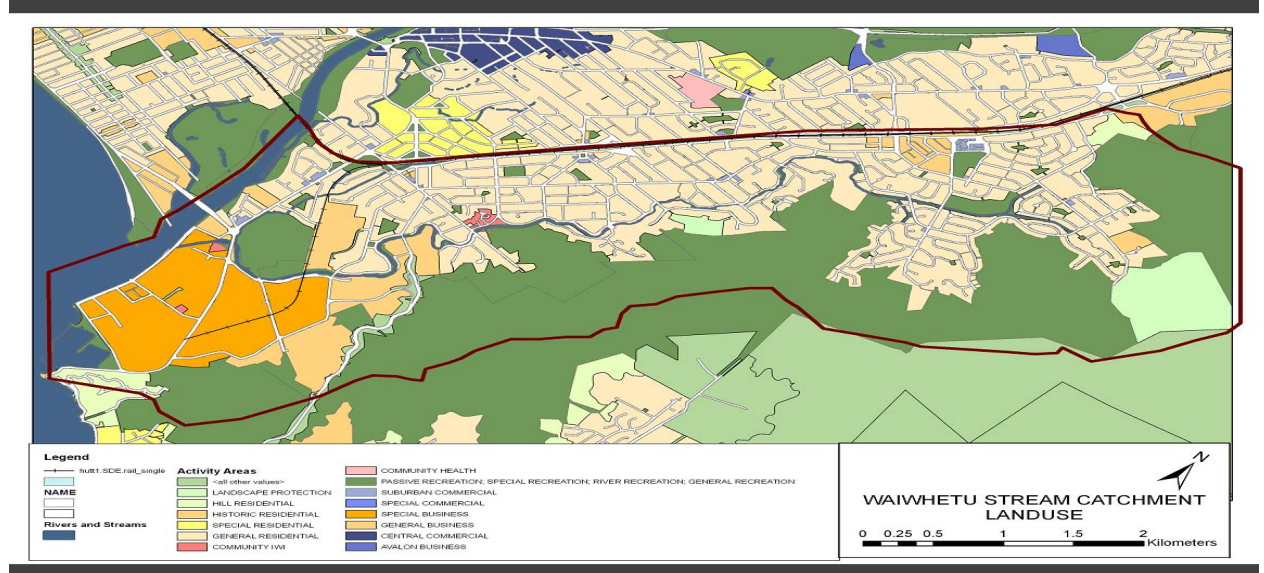 Legend
hutt1.SDE.rail_single
NAME
Rivers and Streams
Activity Areas
<all other values>
LANDSCAPE PROTECTION
HILL RESIDENTIAL
HISTORIC RESIDENTIAL
SPECIAL RESIDENTIAL
GENERAL RESIDENTIAL
COMMUNITY IWI
COMMUNITY HEALTH
PASSIVE RECREATION; SPECIAL RECREATION; RIVER RECREATION; GENERAL RECREATION
SUBURBAN COMMERCIAL
SPECIAL COMMERCIAL
SPECIAL BUSINESS
GENERAL BUSINESS
CENTRAL COMMERCIAL
AVALON BUSINESS
N
WAIWHETU STREAM CATCHMENT
LANDUSE
0 0.25 0.5 1 1.5 2
Kilometers